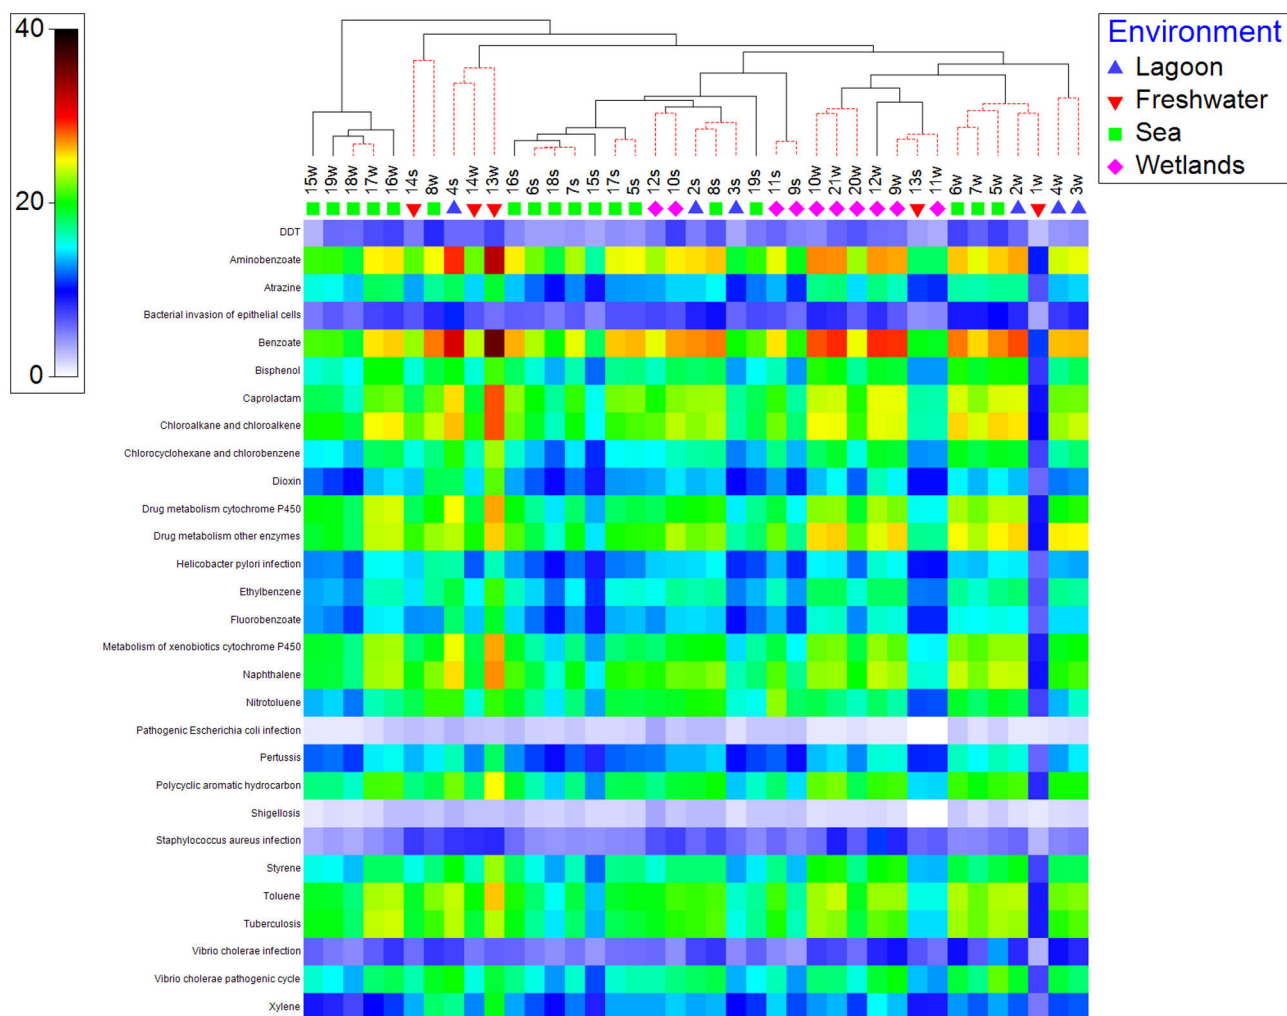 40
20
0
Environment
Lagoon
Freshwater
Sea
Wetlands
15w 19w 18w 17w 16w 14s 8w 4s 14w 13w 16s 6s 18s 7s 15s 17s 5s 12s 10s 2s 8s 3s 19s 11s 9s 10w 21w 20w 12w 9w 13s 11w 6w 7w 5w 2w 1w 4w 3w
DDT
Aminobenzoate
Atrazine
Bacterial invasion of epithelial cells
Benzoate
Bisphenol
Caprolactam
Chloroalkane and chloroalkene
Chlorocyclohexane and chlorobenzene
Dioxin
Drug metabolism cytochrome P450
Drug metabolism other enzymes
Helicobacter pylori infection
Ethylbenzene
Fluorobenzoate
Metabolism of xenobiotics cytochrome P450
Naphthalene
Nitrotoluene
Pathogenic Escherichia coli infection
Pertussis
Polycyclic aromatic hydrocarbon
Shigellosis
Staphylococcus aureus infection
Styrene
Toluene
Tuberculosis
Vibrio cholerae infection
Vibrio cholerae pathogenic cycle
Xylene